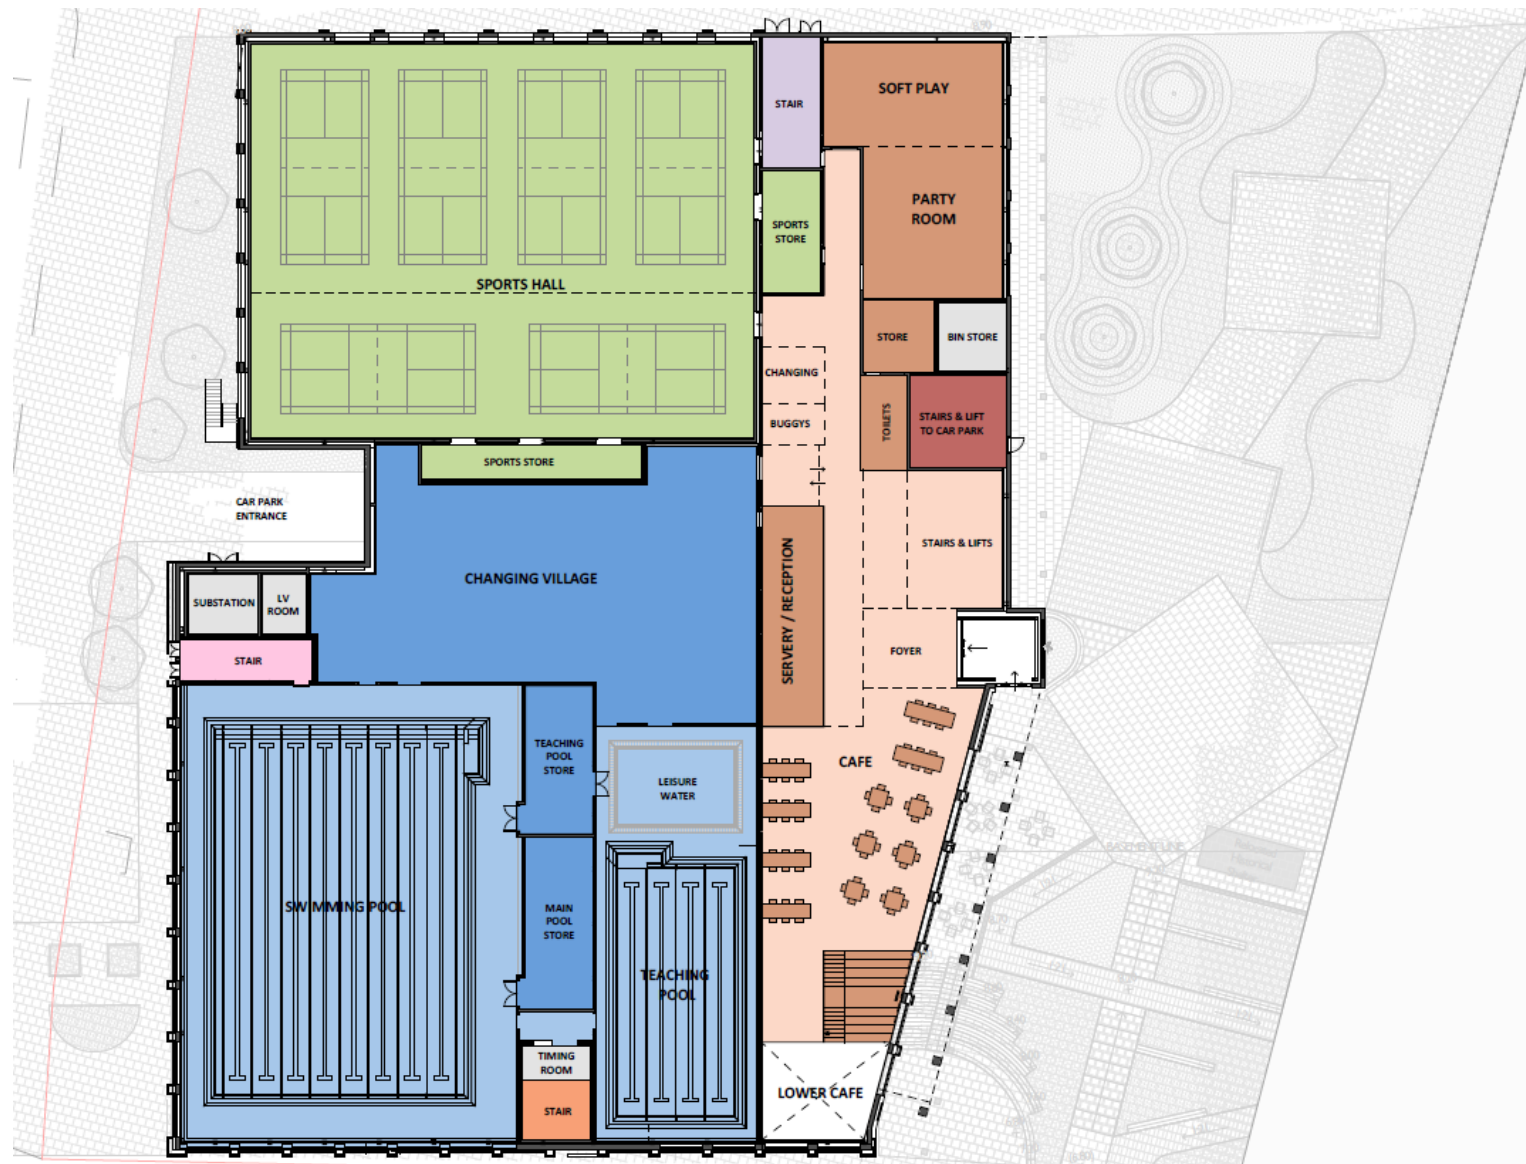 SOFT PLAY
STAIR
PARTY
ROOM
SPORTS
STORE
SPORTS HALL
STORE
BIN STORE
CHANGING
BUGGYS
TOILETS
STAIRS & LIFT
TO CAR PARK
SPORTS STORE
CAR PARK
ENTRANCE
STAIRS & LIFTS
CHANGING VILLAGE
SERVERY / RECEPTION
SUBSTATION
LV
ROOM
STAIR
FOYER
TEACHING
POOL
STORE
CAFE
LEISURE
WATER
SWIMMING POOL
MAIN
POOL
STORE
TEACHING
POOL
TIMING
ROOM
STAIR
LOWER CAFE